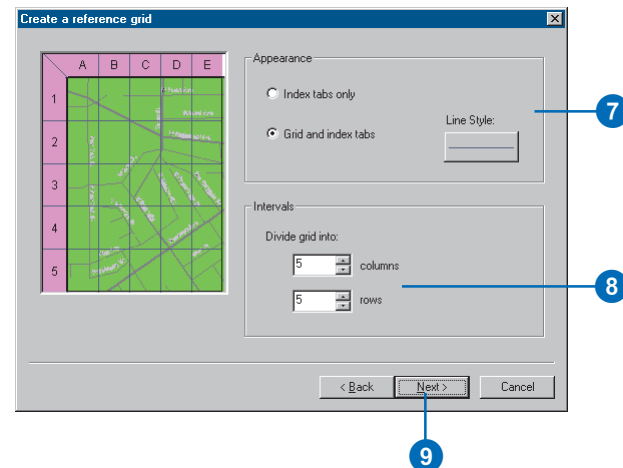 Create a reference grid
A B C D E
1
2
3
4
5
Appearance
Index tabs only
Grid and index tabs
Line Style:
7
Intervals
Divide grid into:
5 columns
5 rows
8
< Back Next > Cancel
9